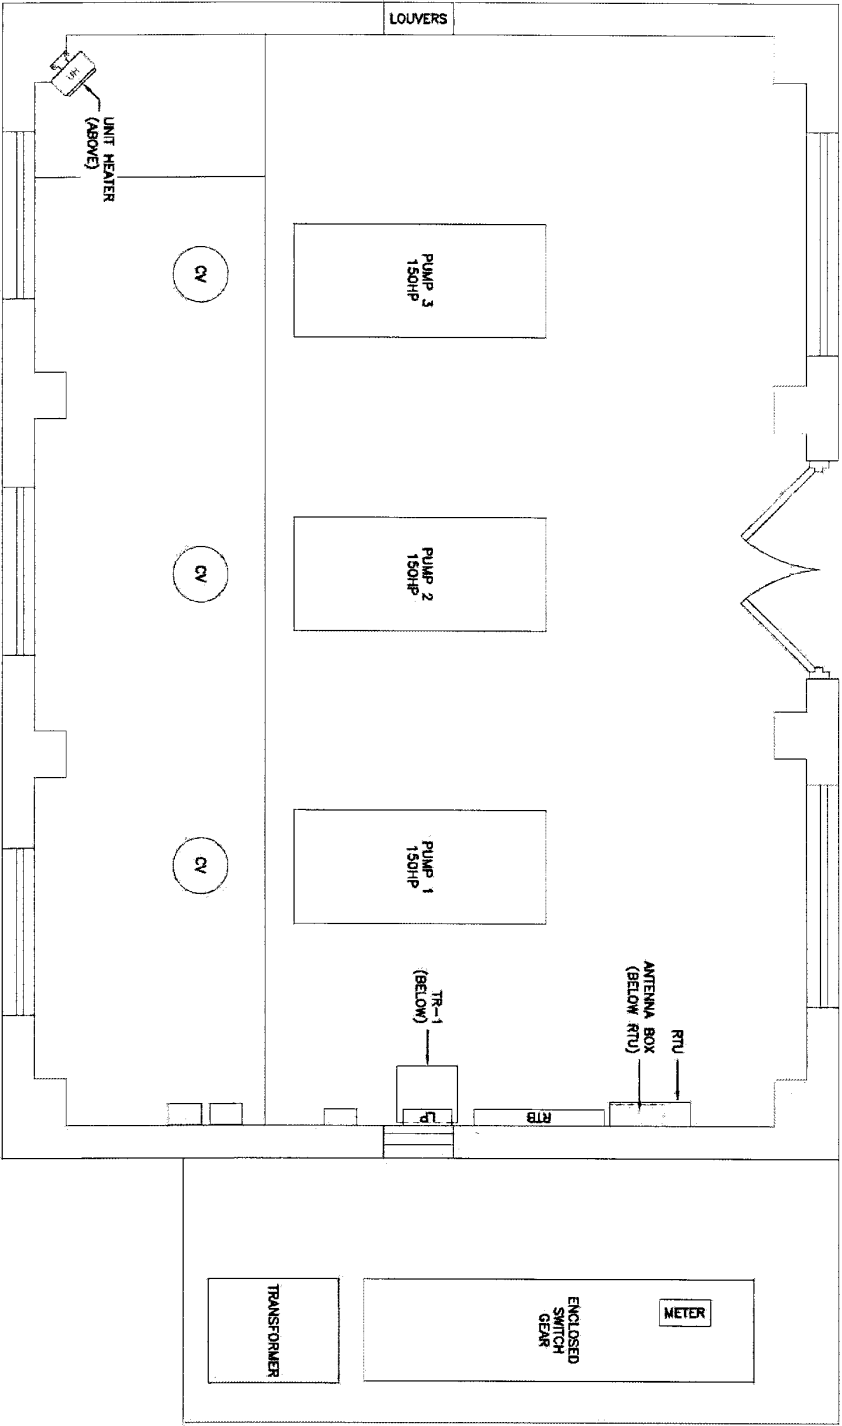 LOUVERS
UH
UNIT HEATER
(ABOVE)
CV
PUMP 3
150HP
CV
PUMP 2
150HP
CV
PUMP 1
150HP
ANTENNA BOX
(BELOW RTU)
RTU
TR-1
(BELOW)
LP
RTB
TRANSFORMER
ENCLOSED
SWITCH
GEAR
METER